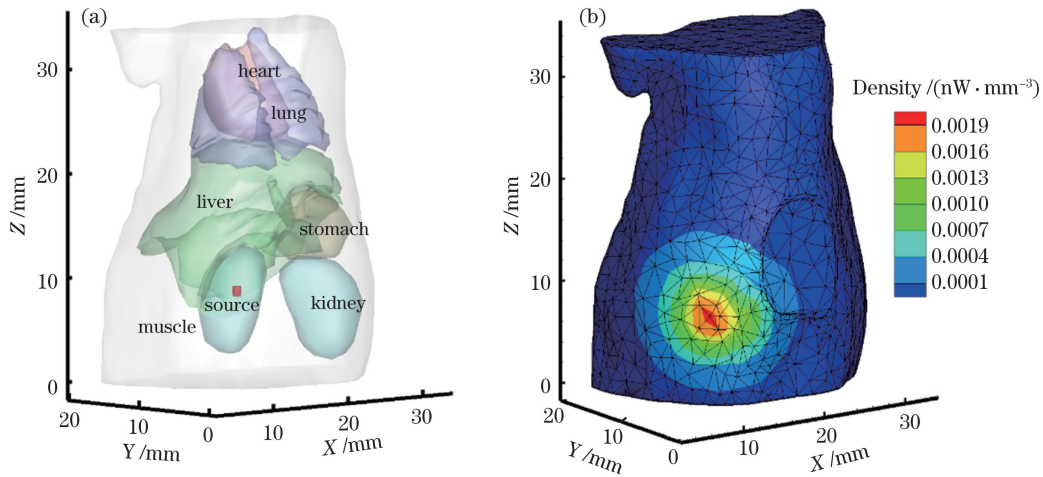 (a)
30
20
10
0
Z /mm
heart
lung
liver
stomach
source
kidney
muscle
20
10
0
10
20
30
Y /mm
X /mm
(b)
30
20
10
0
Z /mm
20
10
0
10
20
30
Y /mm
X /mm
Density /(nW · mm⁻³)
0.0019
0.0016
0.0013
0.0010
0.0007
0.0004
0.0001